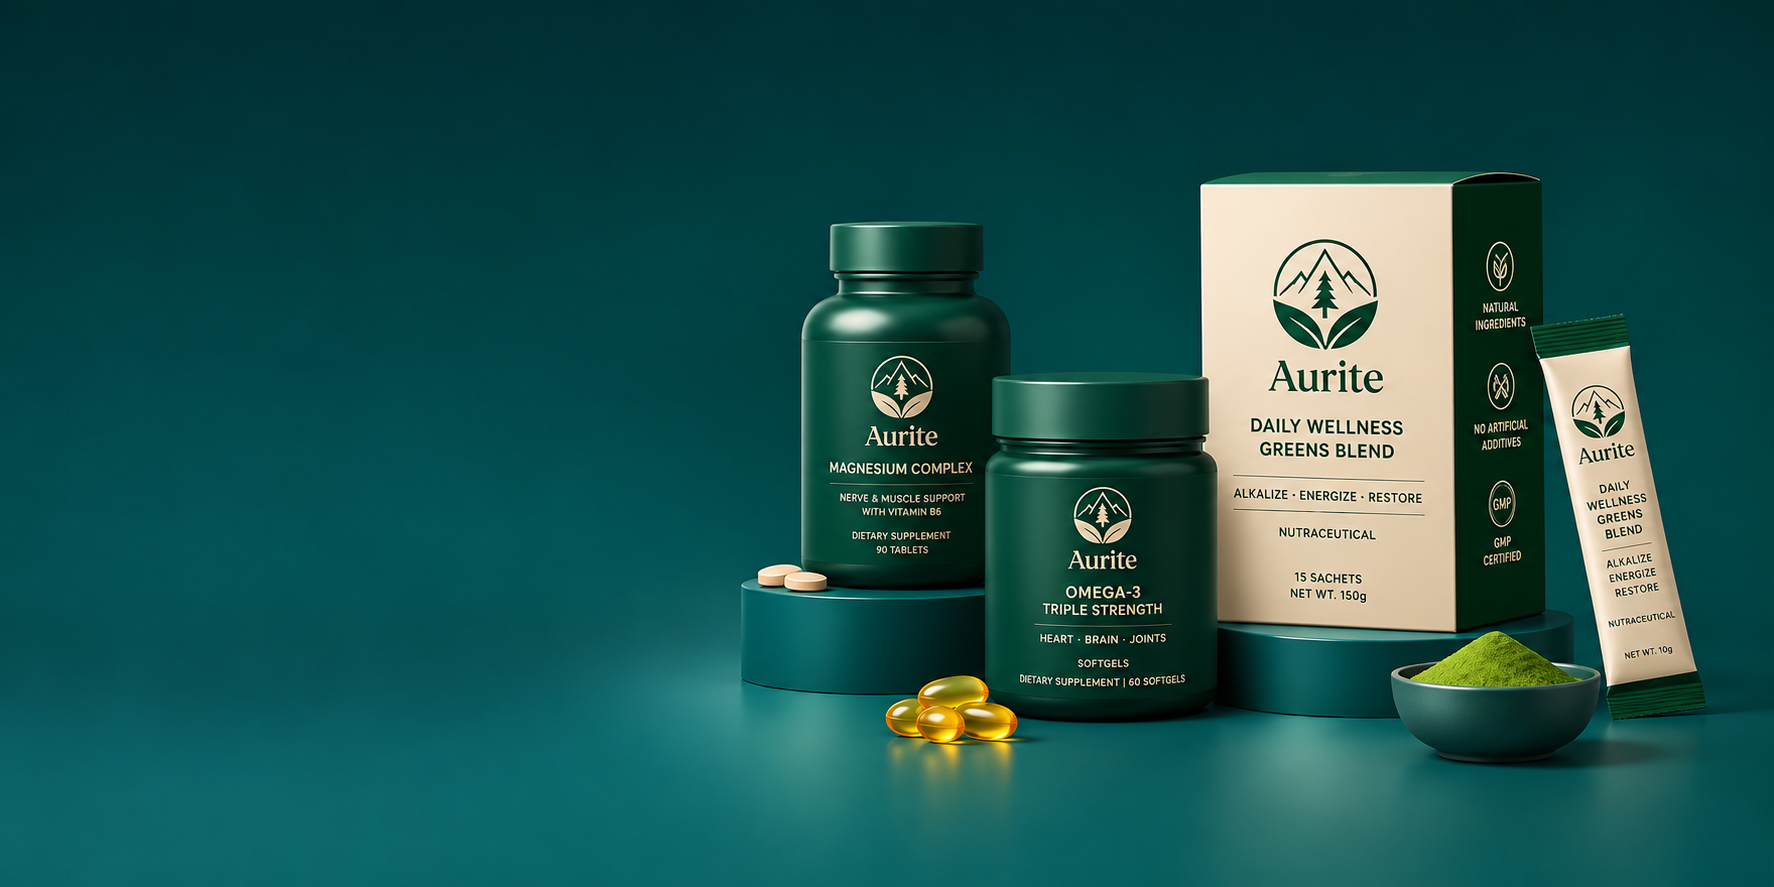 Aurite
MAGNESIUM COMPLEX
NERVE & MUSCLE SUPPORT
WITH VITAMIN B6
DIETARY SUPPLEMENT
90 TABLETS
Aurite
OMEGA-3
TRIPLE STRENGTH
HEART · BRAIN · JOINTS
SOFTGELS
DIETARY SUPPLEMENT | 60 SOFTGELS
Aurite
DAILY WELLNESS
GREENS BLEND
ALKALIZE · ENERGIZE · RESTORE
NUTRACEUTICAL
15 SACHETS
NET WT. 150g
NATURAL
INGREDIENTS
NO ARTIFICIAL
ADDITIVES
GMP
GMP
CERTIFIED
Aurite
DAILY
WELLNESS
GREENS
BLEND
ALKALIZE
ENERGIZE
RESTORE
NUTRACEUTICAL
NET WT. 10g